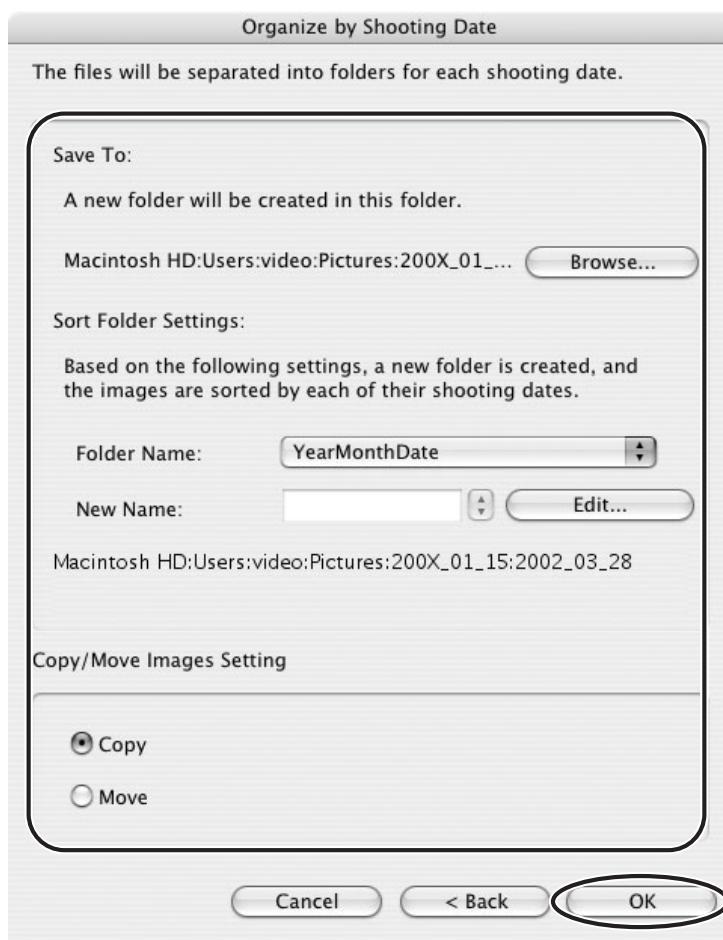 Organize by Shooting Date
The files will be separated into folders for each shooting date.
Save To:
A new folder will be created in this folder.
Macintosh HD:Users:video:Pictures:200X_01_... Browse...
Sort Folder Settings:
Based on the following settings, a new folder is created, and
the images are sorted by each of their shooting dates.
Folder Name: YearMonthDate
New Name: Edit...
Macintosh HD:Users:video:Pictures:200X_01_15:2002_03_28
Copy/Move Images Setting
Copy
Move
Cancel < Back OK